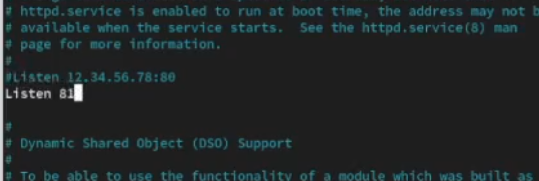 # httpd.service is enabled to run at boot time, the address may not b
# available when the service starts. See the httpd.service(8) man
# page for more information.
#
#Listen 12.34.56.78:80
Listen 81
#
# Dynamic Shared Object (DSO) Support
#
# To be able to use the functionality of a module which was built as